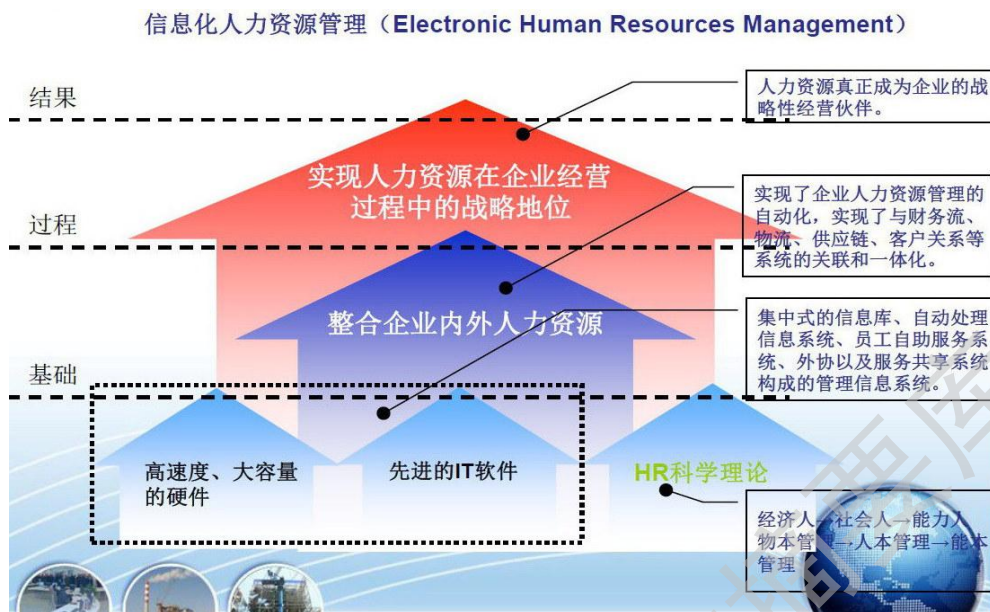 信息化人力资源管理（Electronic Human Resources Management）
结果
人力资源真正成为企业的战
略性经营伙伴。
实现人力资源在企业经营
过程中的战略地位
过程
实现了企业人力资源管理的
自动化，实现了与财务流、
物流、供应链、客户关系等
系统的关联和一体化。
整合企业内外人力资源
集中式的信息库、自动处理
信息系统、员工自助服务系
统、外协以及服务共享系统
构成的管理信息系统。
基础
高速度、大容量
的硬件
先进的IT软件
HR科学理论
经济人→社会人→能力人
物本管理→人本管理→能本
管理